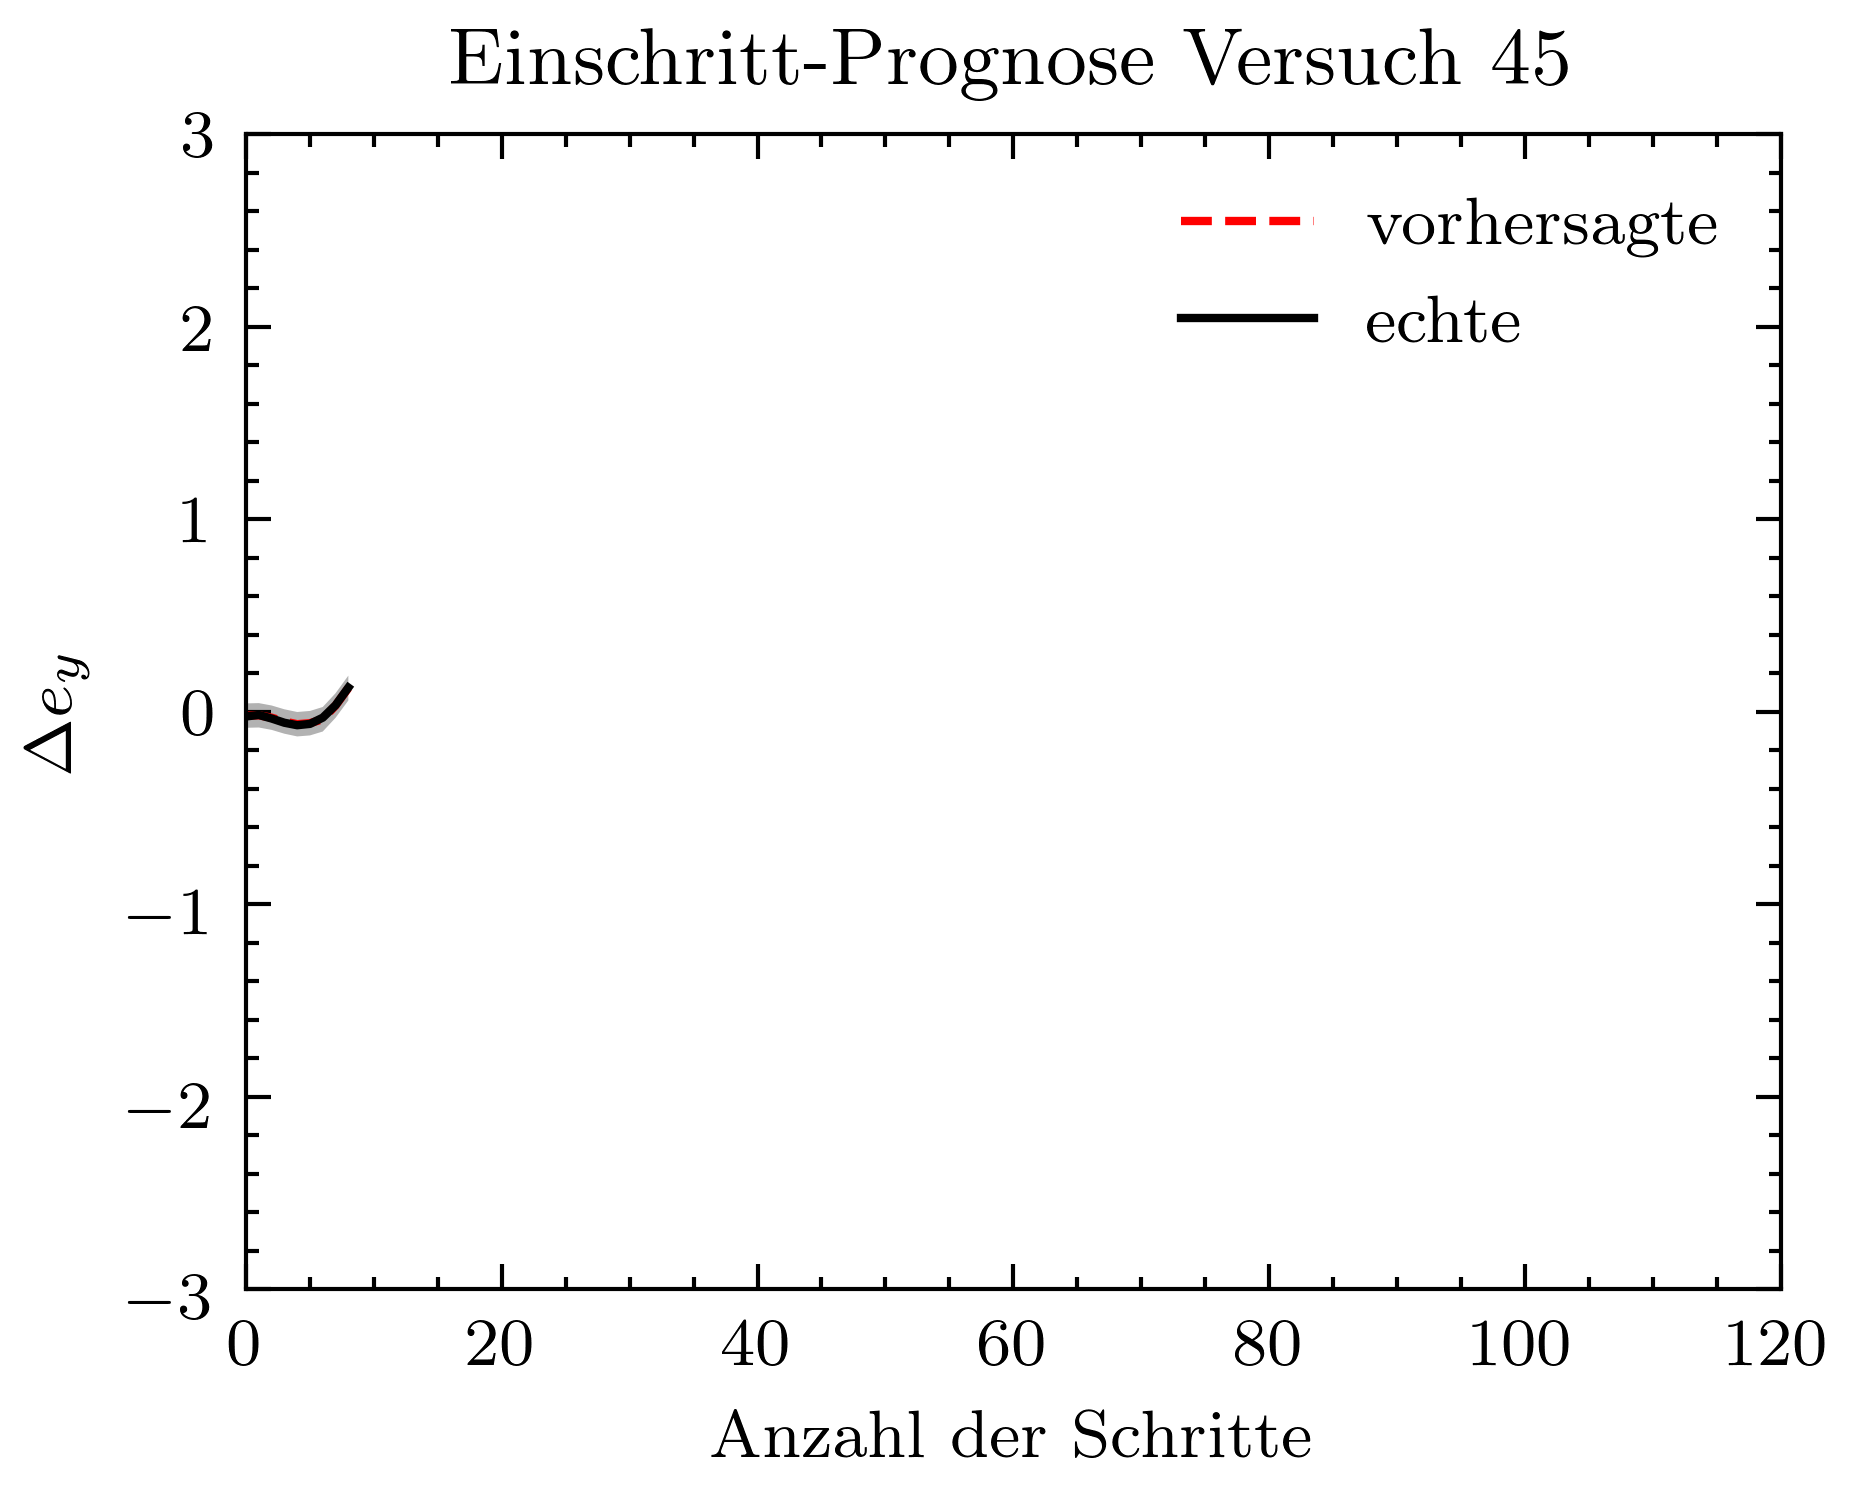 Einschritt-Prognose Versuch 45
3
2
1
0
−1
−2
−3
Δe_y
vorhersagte
echte
0 20 40 60 80 100 120
Anzahl der Schritte